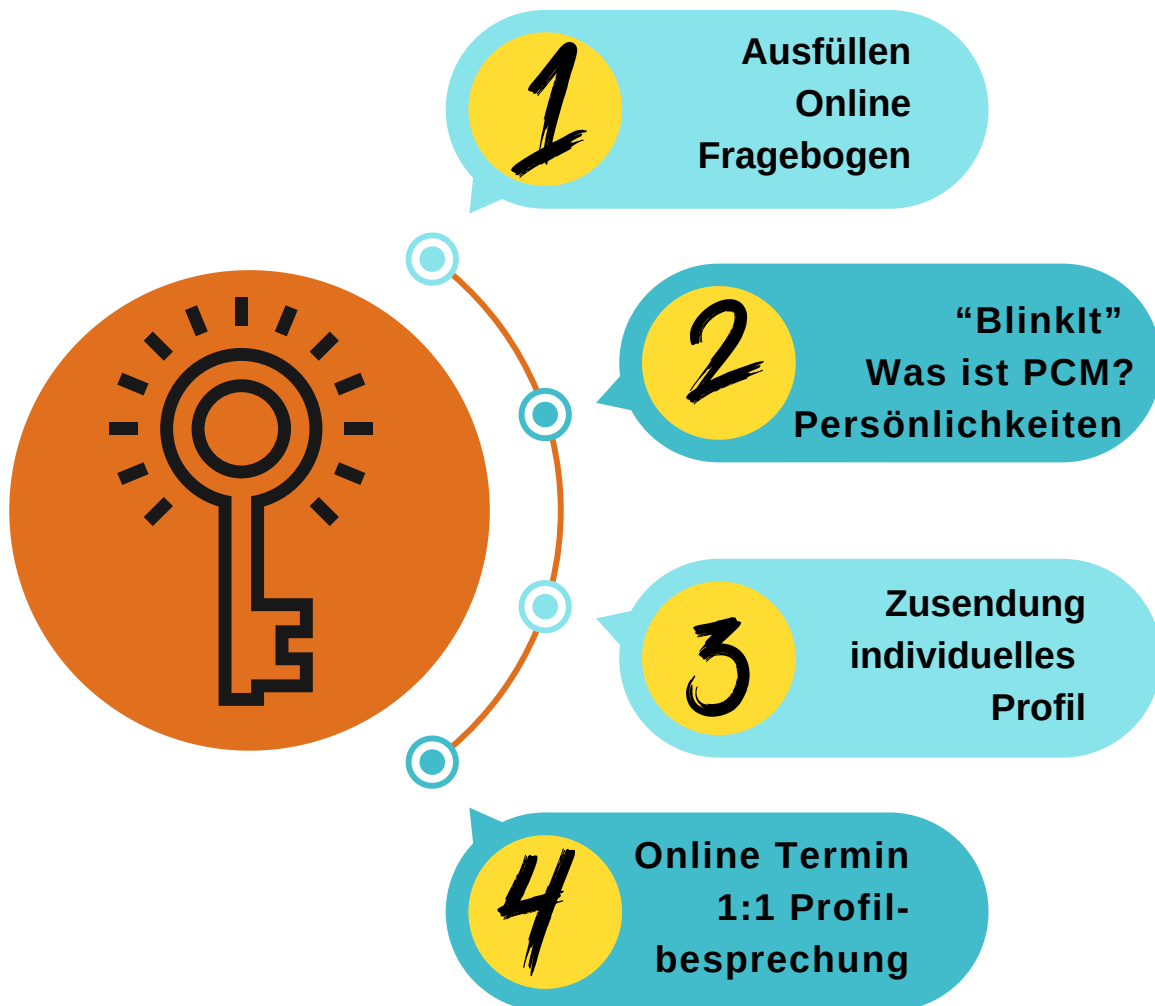 1
Ausfüllen
Online
Fragebogen
2
“BlinkIt”
Was ist PCM?
Persönlichkeiten
3
Zusendung
individuelles
Profil
4
Online Termin
1:1 Profil-
besprechung